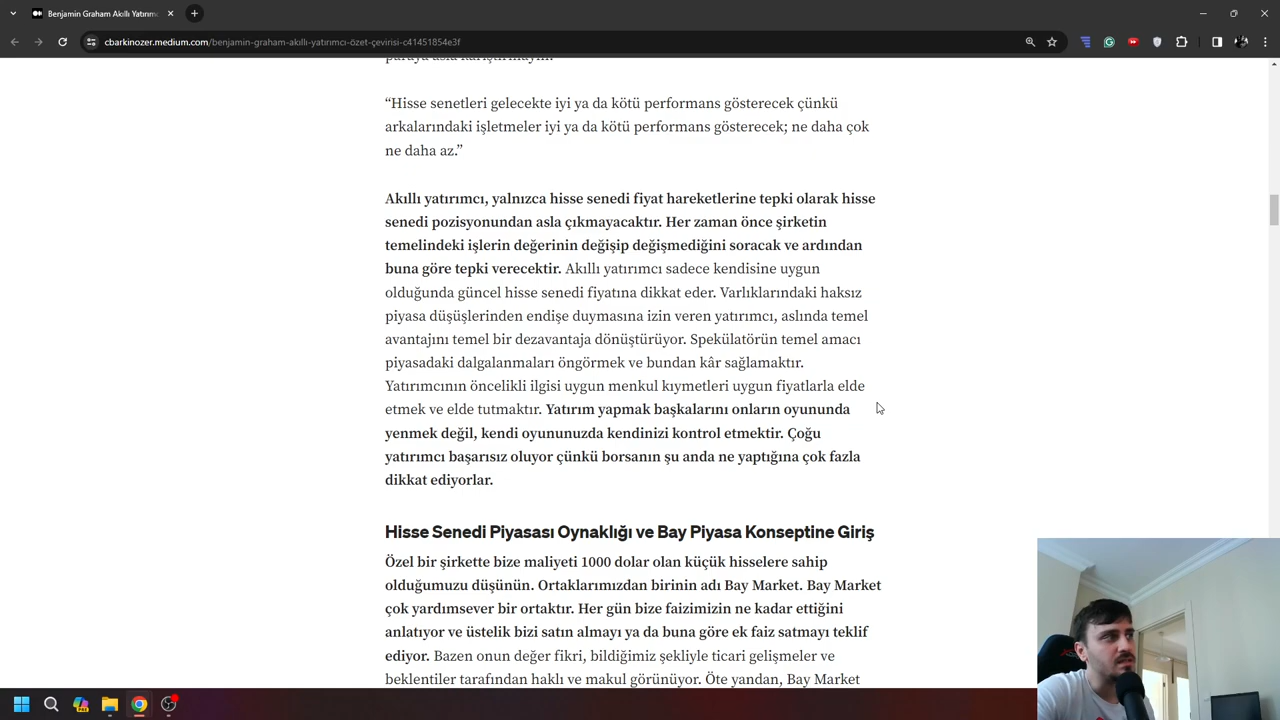 Benjamin Graham Akıllı Yatırımc
cbarkinozer.medium.com/benjamin-graham-akıllı-yatırımcı-özet-çevirisi-c41451854e3f
paraya asla karıştırmayın.
“Hisse senetleri gelecekte iyi ya da kötü performans gösterecek çünkü
arkalarındaki işletmeler iyi ya da kötü performans gösterecek; ne daha çok
ne daha az.”
Akıllı yatırımcı, yalnızca hisse senedi fiyat hareketlerine tepki olarak hisse
senedi pozisyonundan asla çıkmayacaktır. Her zaman önce şirketin
temelindeki işlerin değerinin değişip değişmediğini soracak ve ardından
buna göre tepki verecektir. Akıllı yatırımcı sadece kendisine uygun
olduğunda güncel hisse senedi fiyatına dikkat eder. Varlıklarındaki haksız
piyasa düşüşlerinden endişe duymasına izin veren yatırımcı, aslında temel
avantajını temel bir dezavantaja dönüştürüyor. Spekülatörün temel amacı
piyasadaki dalgalanmaları öngörmek ve bundan kâr sağlamaktır.
Yatırımcının öncelikli ilgisi uygun menkul kıymetleri uygun fiyatlarla elde
etmek ve elde tutmaktır. Yatırım yapmak başkalarını onların oyununda
yenmek değil, kendi oyununuzda kendinizi kontrol etmektir. Çoğu
yatırımcı başarısız oluyor çünkü borsanın şu anda ne yaptığına çok fazla
dikkat ediyorlar.
Hisse Senedi Piyasası Oynaklığı ve Bay Piyasa Konseptine Giriş
Özel bir şirkette bize maliyeti 1000 dolar olan küçük hisselere sahip
olduğumuzu düşünün. Ortaklarımızdan birinin adı Bay Market. Bay Market
çok yardımsever bir ortaktır. Her gün bize faizimizin ne kadar ettiğini
anlatıyor ve üstelik bizi satın almayı ya da buna göre ek faiz satmayı teklif
ediyor. Bazen onun değer fikri, bildiğimiz şekliyle ticari gelişmeler ve
beklentiler tarafından haklı ve makul görünüyor. Öte yandan, Bay Market